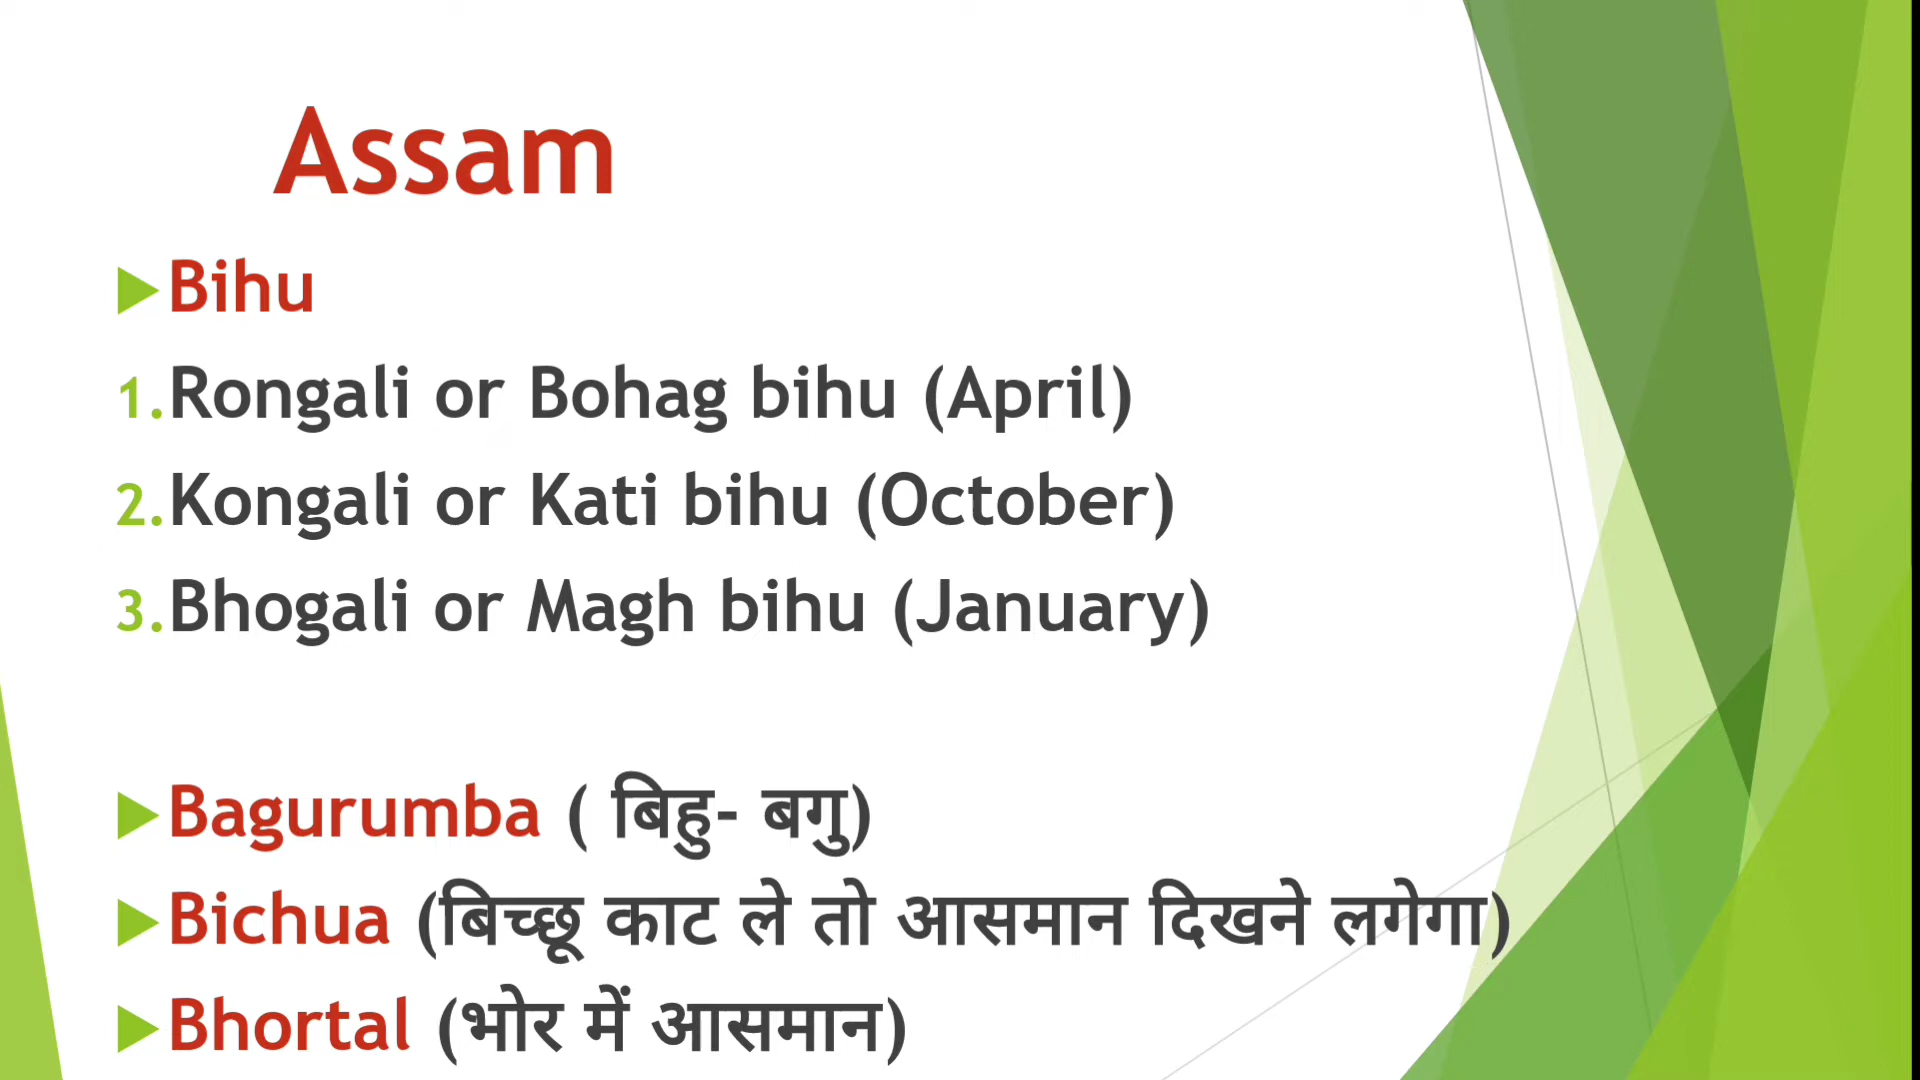 Assam
Bihu
1.Rongali or Bohag bihu (April)
2.Kongali or Kati bihu (October)
3.Bhogali or Magh bihu (January)
Bagurumba ( बिहु- बगु)
Bichua (बिच्छू काट ले तो आसमान दिखने लगेगा)
Bhortal (भोर में आसमान)